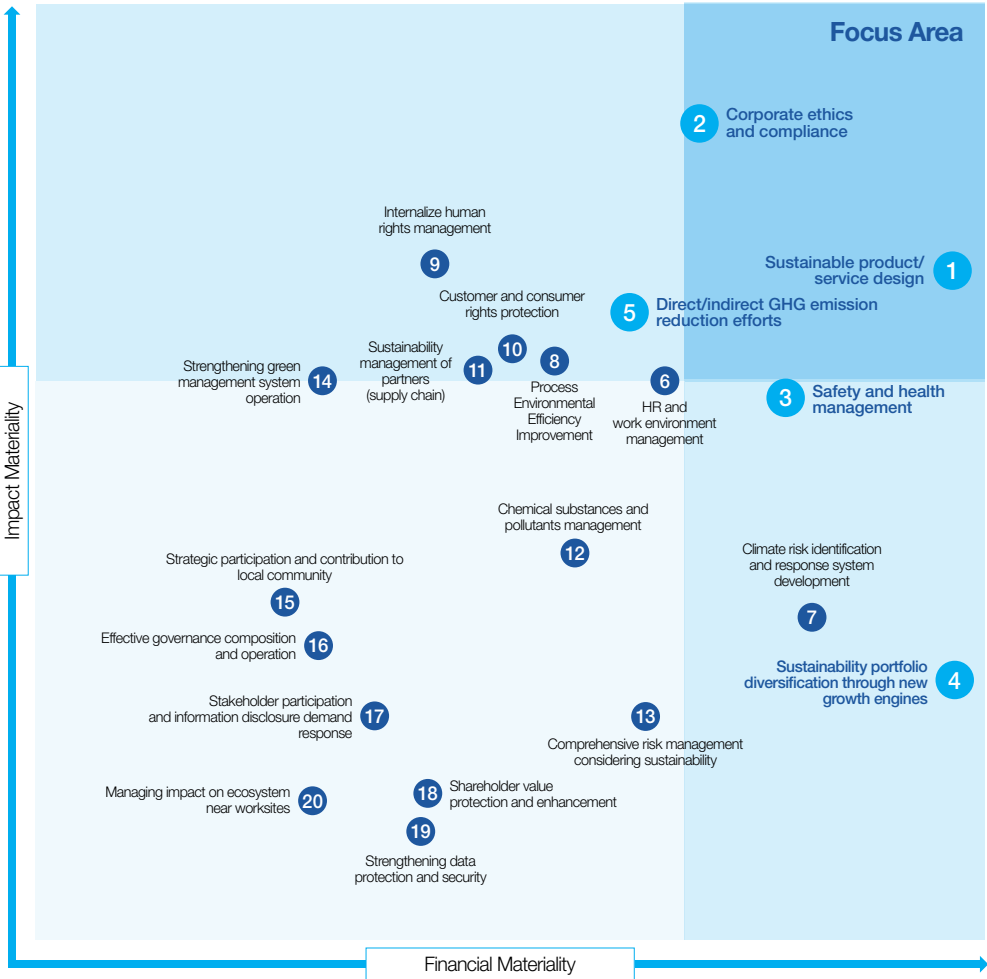 Focus Area
2
Corporate ethics
and compliance
Internalize human
rights management
9
Sustainable product/
service design
1
Customer and consumer
rights protection
10
5
Direct/indirect GHG emission
reduction efforts
Strengthening green
management system
operation
14
Sustainability
management of
partners
(supply chain)
11
8
Process
Environmental
Efficiency
Improvement
6
HR and
work environment
management
3
Safety and health
management
Impact Materiality
Chemical substances and
pollutants management
12
Climate risk identification
and response system
development
7
Strategic participation and contribution to
local community
15
Effective governance composition
and operation
16
Sustainability portfolio
diversification through new
growth engines
4
Stakeholder participation
and information disclosure demand
response
17
13
Comprehensive risk management
considering sustainability
Managing impact on ecosystem
near worksites
20
18
Shareholder value
protection and enhancement
19
Strengthening data
protection and security
Financial Materiality